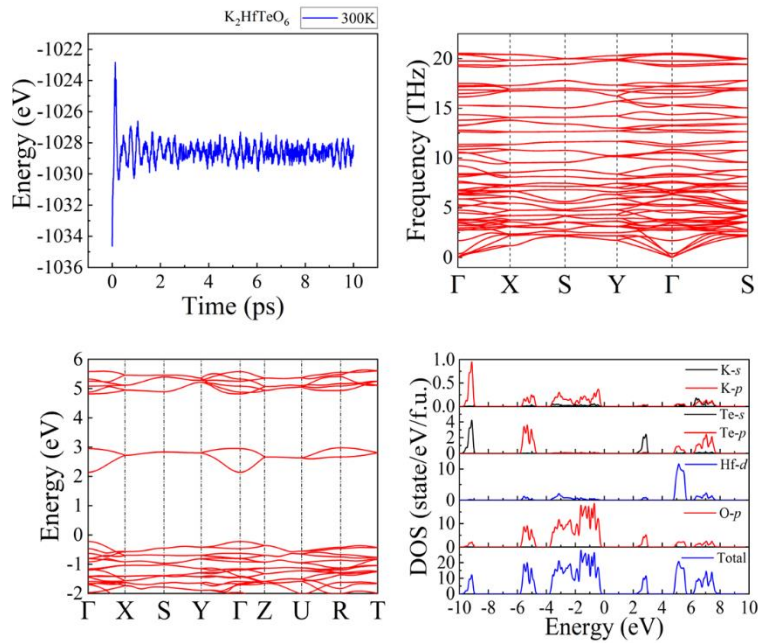 K₂HfTeO₆
300K
Energy (eV)
-1022
-1024
-1026
-1028
-1030
-1032
-1034
-1036
0 2 4 6 8 10
Time (ps)
Frequency (THz)
20
15
10
5
0
Γ X S Y Γ S
Energy (eV)
6
5
4
3
2
1
0
-1
-2
Γ X S Y Γ Z U R T
DOS (state/eV/f.u.)
1.0
0.5
0.0
K-s
K-p
4
2
0
Te-s
Te-p
10
0
Hf-d
10
0
O-p
20
10
0
Total
-10 -8 -6 -4 -2 0 2 4 6 8 10
Energy (eV)